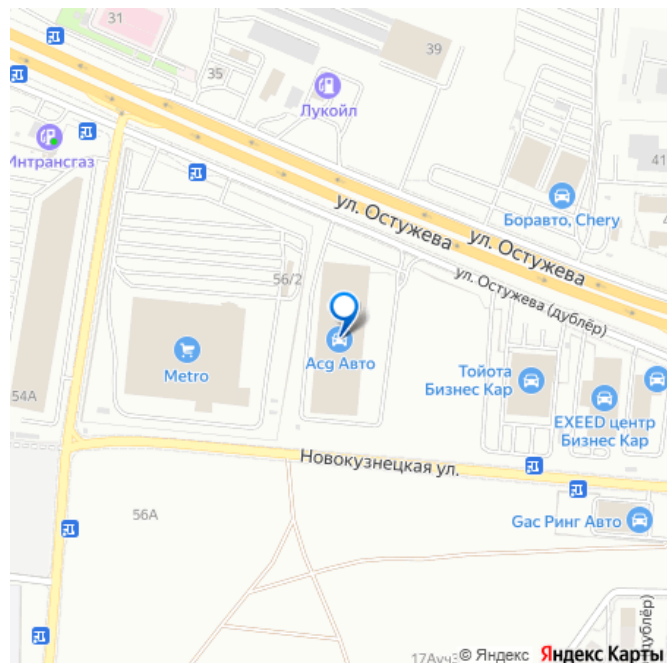 31
39
35
Лукойл
Интрансгаз
41
Боравто, Chery
ул. Остужева
ул. Остужева
ул. Остужева (дублёр)
56/2
Metro
Acg Авто
Тойота
Бизнес Кар
54А
EXEED центр
Бизнес Кар
Новокузнецкая ул.
56А
Gac Ринг Авто
дублёр)
17Ауч3
© Яндекс Яндекс Карты